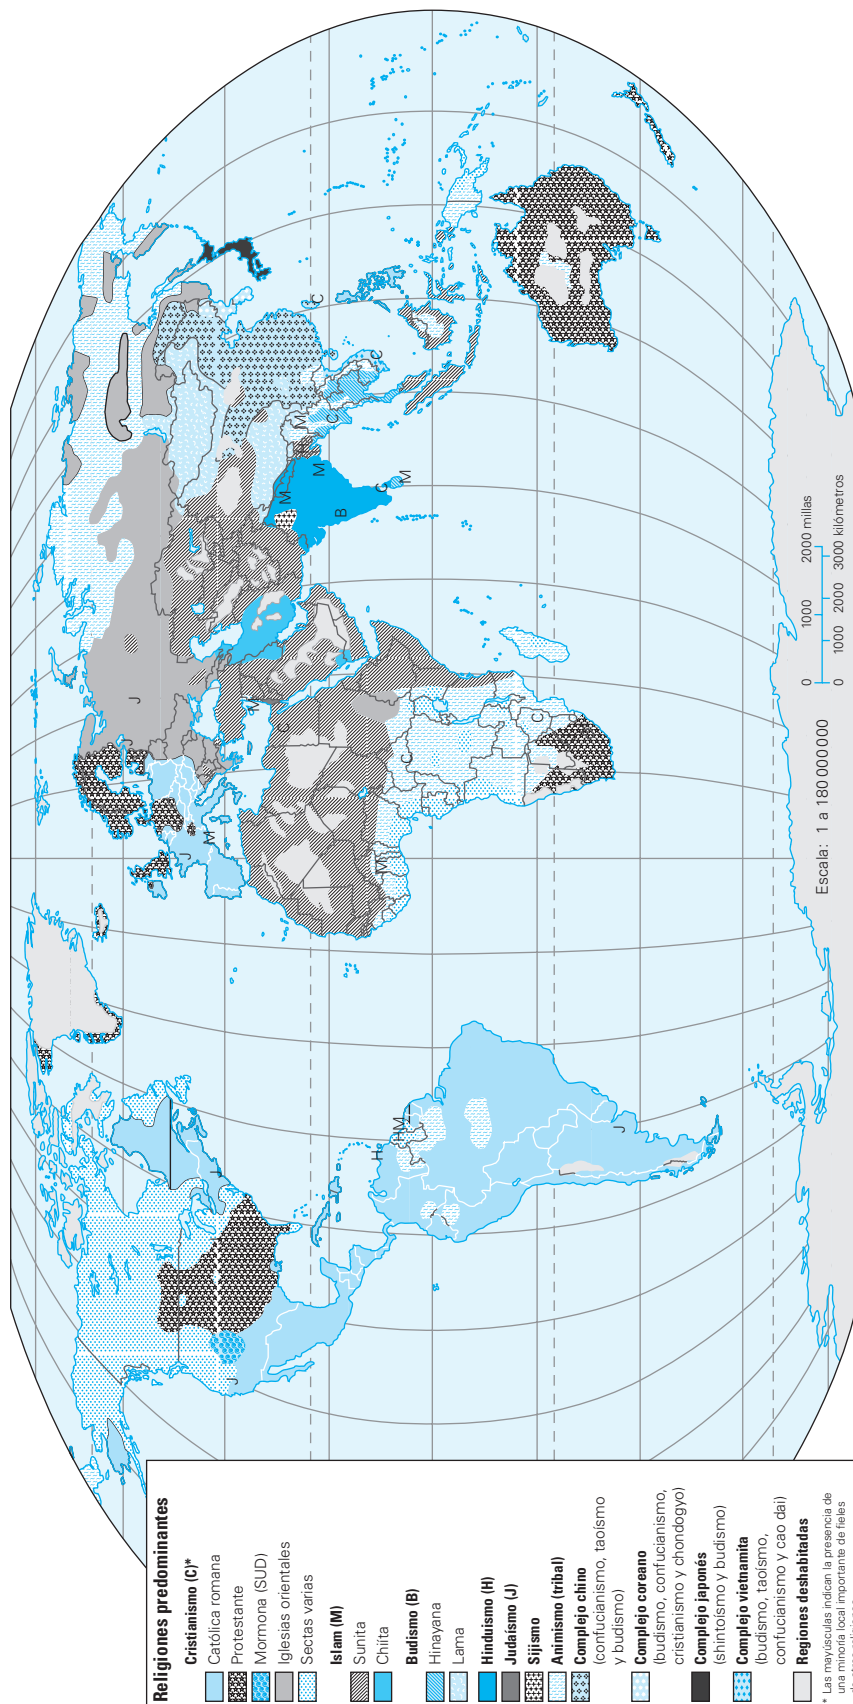 Religiones predominantes
Cristianismo (C)*
Católica romana
Protestante
Mormona (SUD)
Iglesias orientales
Sectas varias
Islam (M)
Sunita
Chiíta
Budismo (B)
Hinayana
Lama
Hinduismo (H)
Judaísmo (J)
Sijismo
Animismo (tribal)
Complejo chino
(confucianismo, taoísmo
y budismo)
Complejo coreano
(budismo, confucianismo,
cristianismo y chondogyo)
Complejo japonés
(shintoísmo y budismo)
Complejo vietnamita
(budismo, taoísmo,
confucianismo y cao dai)
Regiones deshabitadas
* Las mayúsculas indican la presencia de
una minoría local importante de fieles
J
J
J
H
HM
J
M
J
M
J
M
C
C
C
M
B
M
M
C
M
C
C
C
Escala: 1 a 180 000 000
0 1000 2000 millas
0 1000 2000 3000 kilómetros